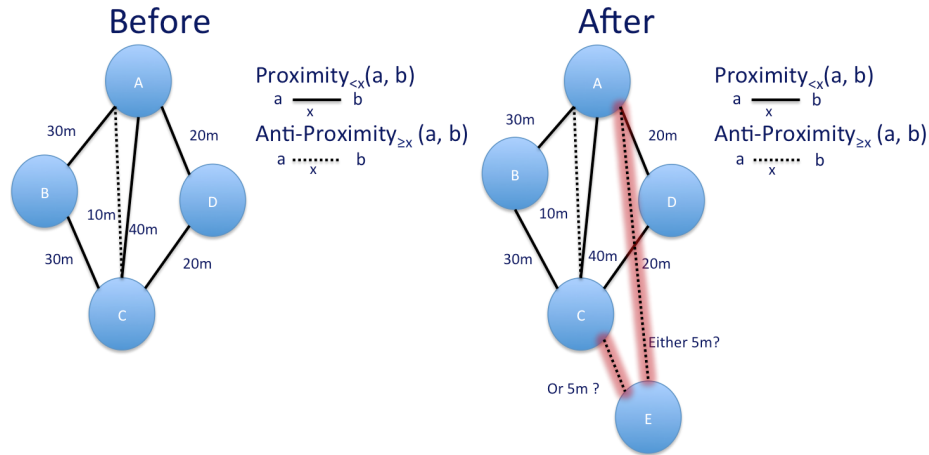 Before
A
30m
20m
B
D
10m
40m
30m
20m
C
Proximity<x(a, b)
a b
x
Anti-Proximity≥x (a, b)
a b
x
After
A
30m
20m
B
D
10m
40m
30m
20m
C
Either 5m?
Or 5m ?
E
Proximity<x(a, b)
a b
x
Anti-Proximity≥x (a, b)
a b
x